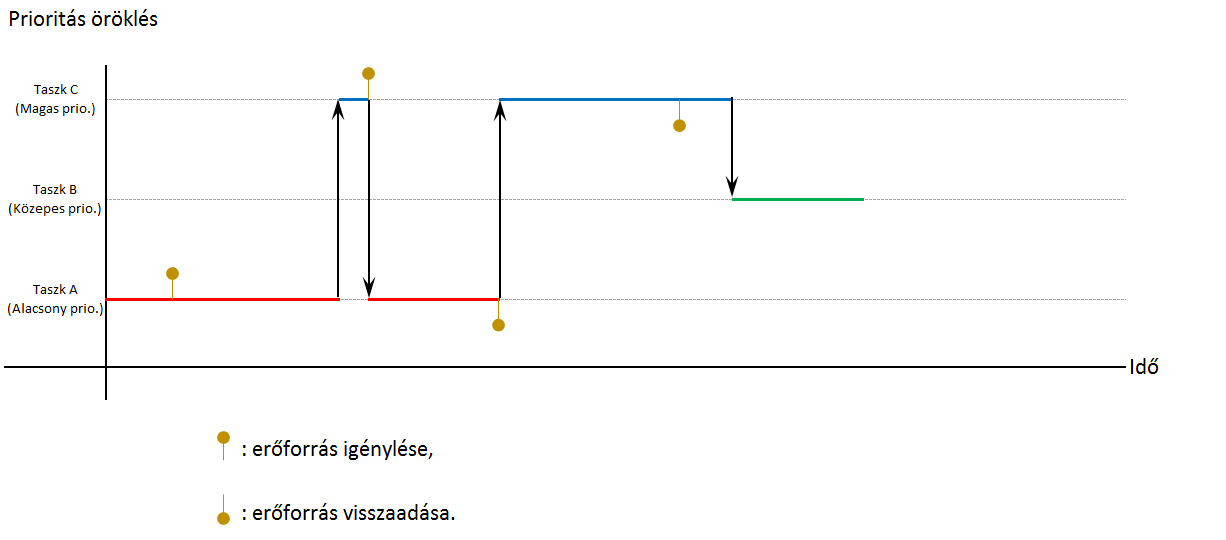 Prioritás öröklés
Taszk C
(Magas prio.)
Taszk B
(Közepes prio.)
Taszk A
(Alacsony prio.)
Idő
: erőforrás igénylése,
: erőforrás visszaadása.